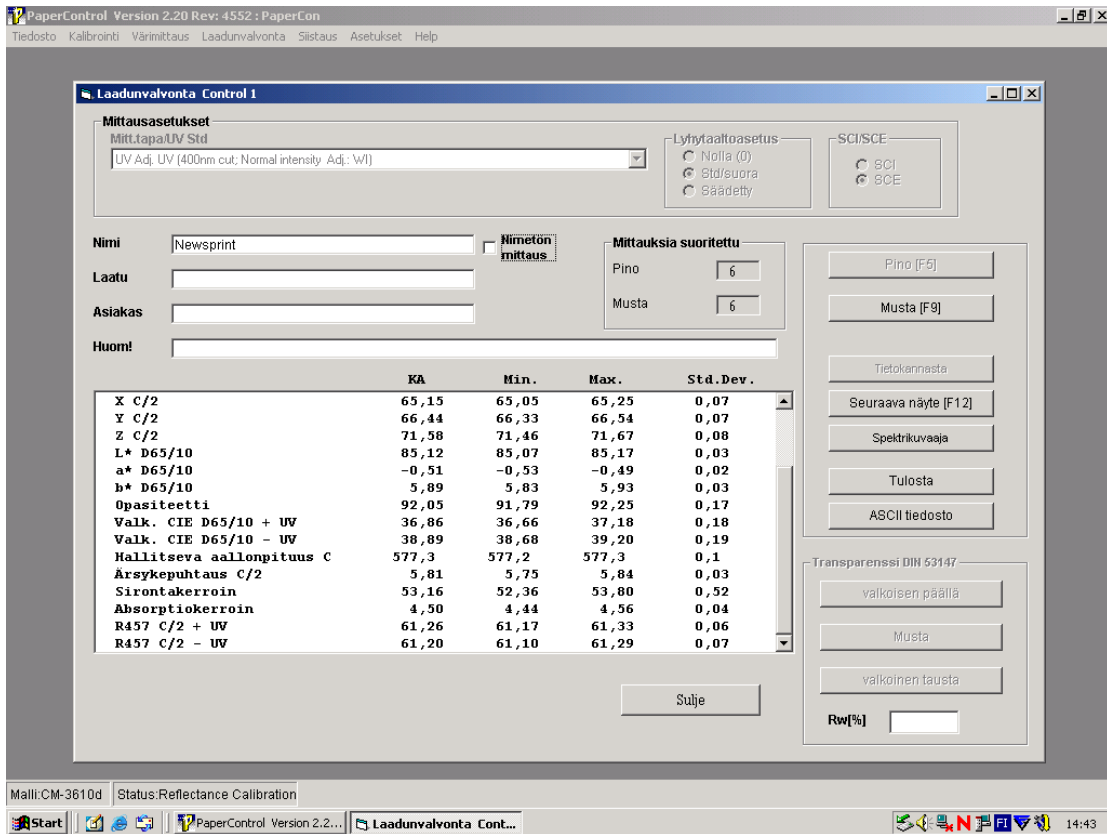 PaperControl Version 2.20 Rev: 4552 : PaperCon
Tiedosto Kalibrointi Värimittaus Laadunvalvonta Siistaus Asetukset Help
Laadunvalvonta Control 1
Mittausasetukset
Mitt.tapa/UV Std
UV Adj. UV (400nm cut; Normal intensity Adj.: WI)
Lyhytaaltoasetus
Nolla (0)
Std/suora
Säädetty
SCI/SCE
SCI
SCE
Nimi Newsprint
Nimetön
mittaus
Laatu
Asiakas
Huom!
Mittauksia suoritettu
Pino 6
Musta 6
Pino [F5]
Musta [F9]
Tietokannasta
Seuraava näyte [F12]
Spektrikuvaaja
Tulosta
ASCII tiedosto
KA Min. Max. Std.Dev.
X C/2 65,15 65,05 65,25 0,07
Y C/2 66,44 66,33 66,54 0,07
Z C/2 71,58 71,46 71,67 0,08
L* D65/10 85,12 85,07 85,17 0,03
a* D65/10 -0,51 -0,53 -0,49 0,02
b* D65/10 5,89 5,83 5,93 0,03
Opasiteetti 92,05 91,79 92,25 0,17
Valk. CIE D65/10 + UV 36,86 36,66 37,18 0,18
Valk. CIE D65/10 - UV 38,89 38,68 39,20 0,19
Hallitseva aallonpituus C 577,3 577,2 577,3 0,1
Ärsykepuhtaus C/2 5,81 5,75 5,84 0,03
Sirontakerroin 53,16 52,36 53,80 0,52
Absorptiokerroin 4,50 4,44 4,56 0,04
R457 C/2 + UV 61,26 61,17 61,33 0,06
R457 C/2 - UV 61,20 61,10 61,29 0,07
Transparenssi DIN 53147
valkoisen päällä
Musta
valkoinen tausta
Rw[%]
Sulje
Malli:CM-3610d Status:Reflectance Calibration
Start PaperControl Version 2.2... Laadunvalvonta Cont... N FI 14:43